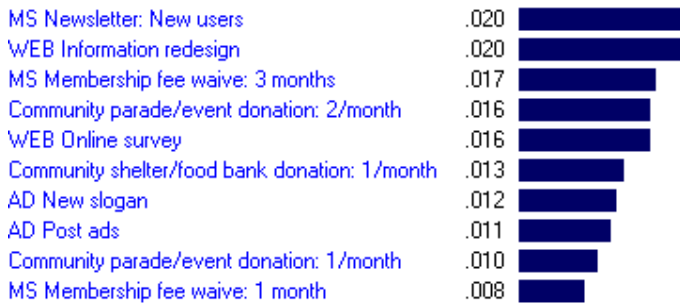 MS Newsletter: New users .020
WEB Information redesign .020
MS Membership fee waive: 3 months .017
Community parade/event donation: 2/month .016
WEB Online survey .016
Community shelter/food bank donation: 1/month .013
AD New slogan .012
AD Post ads .011
Community parade/event donation: 1/month .010
MS Membership fee waive: 1 month .008